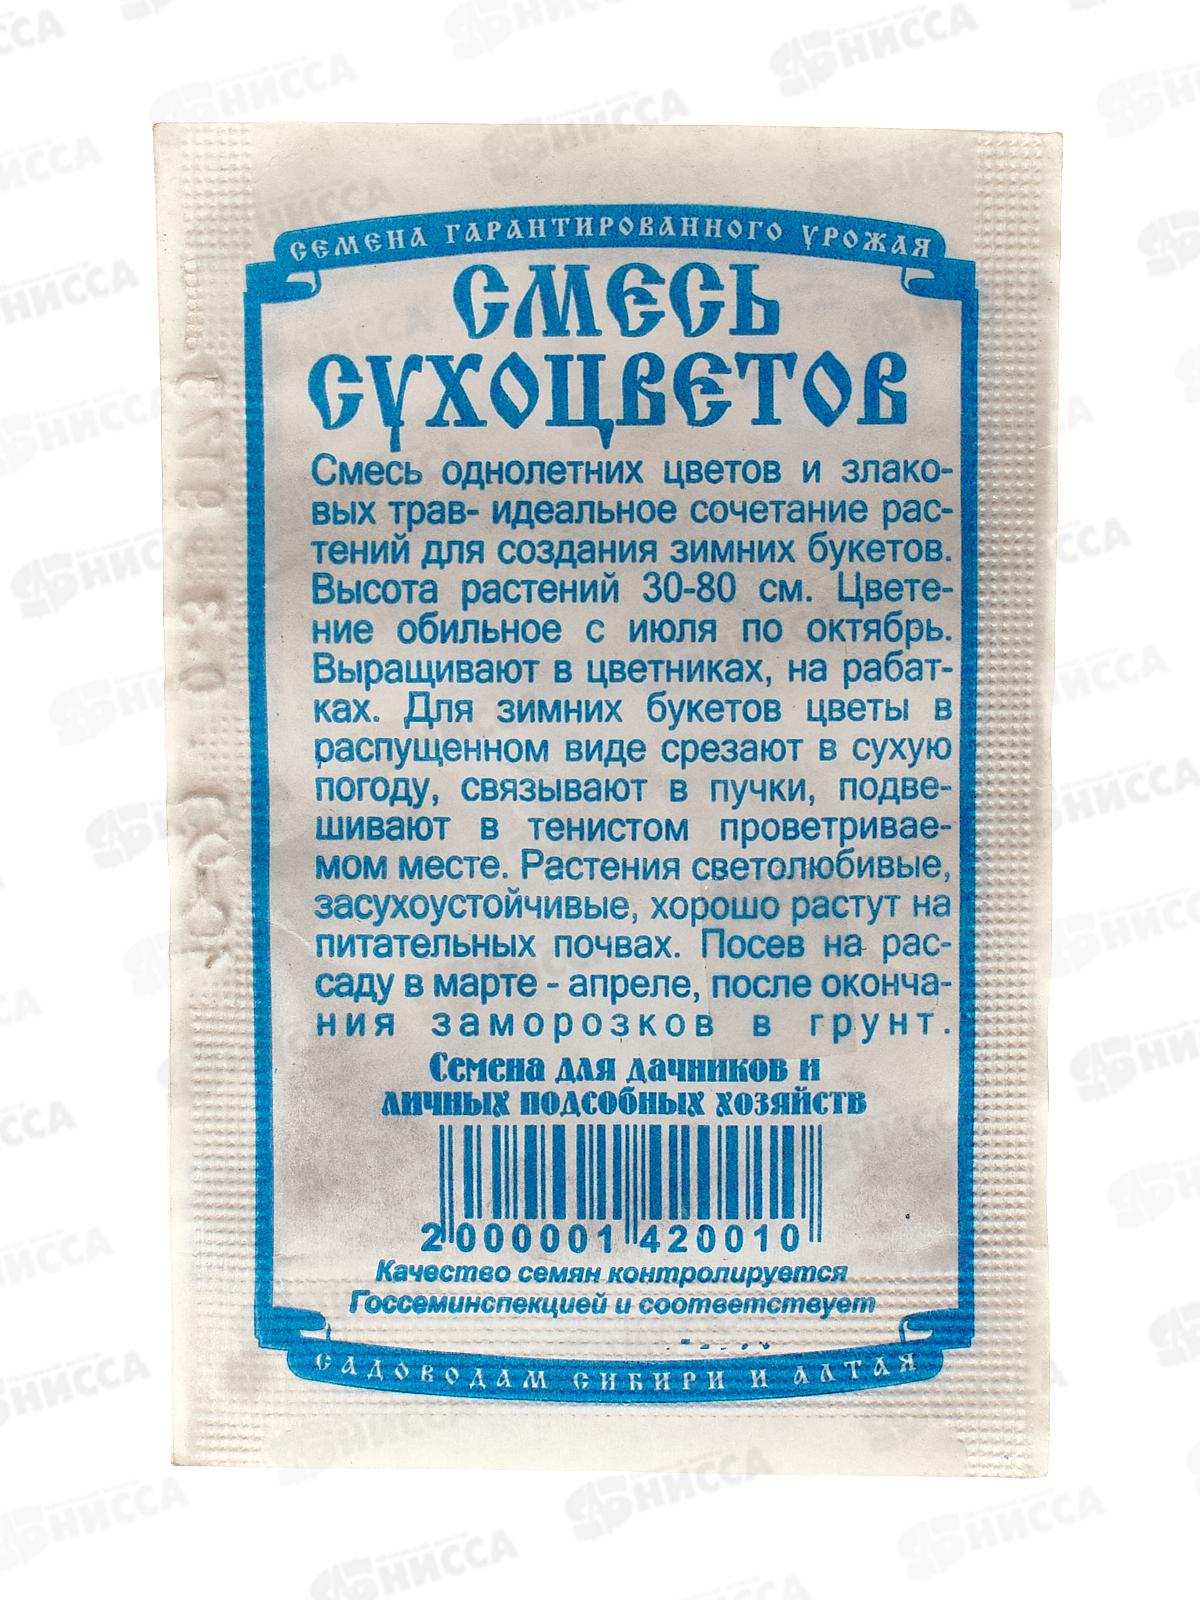 СЕМЕНА ГАРАНТИРОВАННОГО УРОЖАЯ
СМЕСЬ
СУХОЦВЕТОВ
Смесь однолетних цветов и злако-
вых трав- идеальное сочетание рас-
тений для создания зимних букетов.
Высота растений 30-80 см. Цвете-
ние обильное с июля по октябрь.
Выращивают в цветниках, на рабат-
ках. Для зимних букетов цветы в
распущенном виде срезают в сухую
погоду, связывают в пучки, подве-
шивают в тенистом проветривае-
мом месте. Растения светолюбивые,
засухоустойчивые, хорошо растут на
питательных почвах. Посев на рас-
саду в марте - апреле, после оконча-
ния заморозков в грунт.
Семена для дачников и
личных подсобных хозяйств
2 000001 420010
Качество семян контролируется
Госсеминспекцией и соответствует
САДОВОДАМ СИБИРИ И АЛТАЯ
НИССА